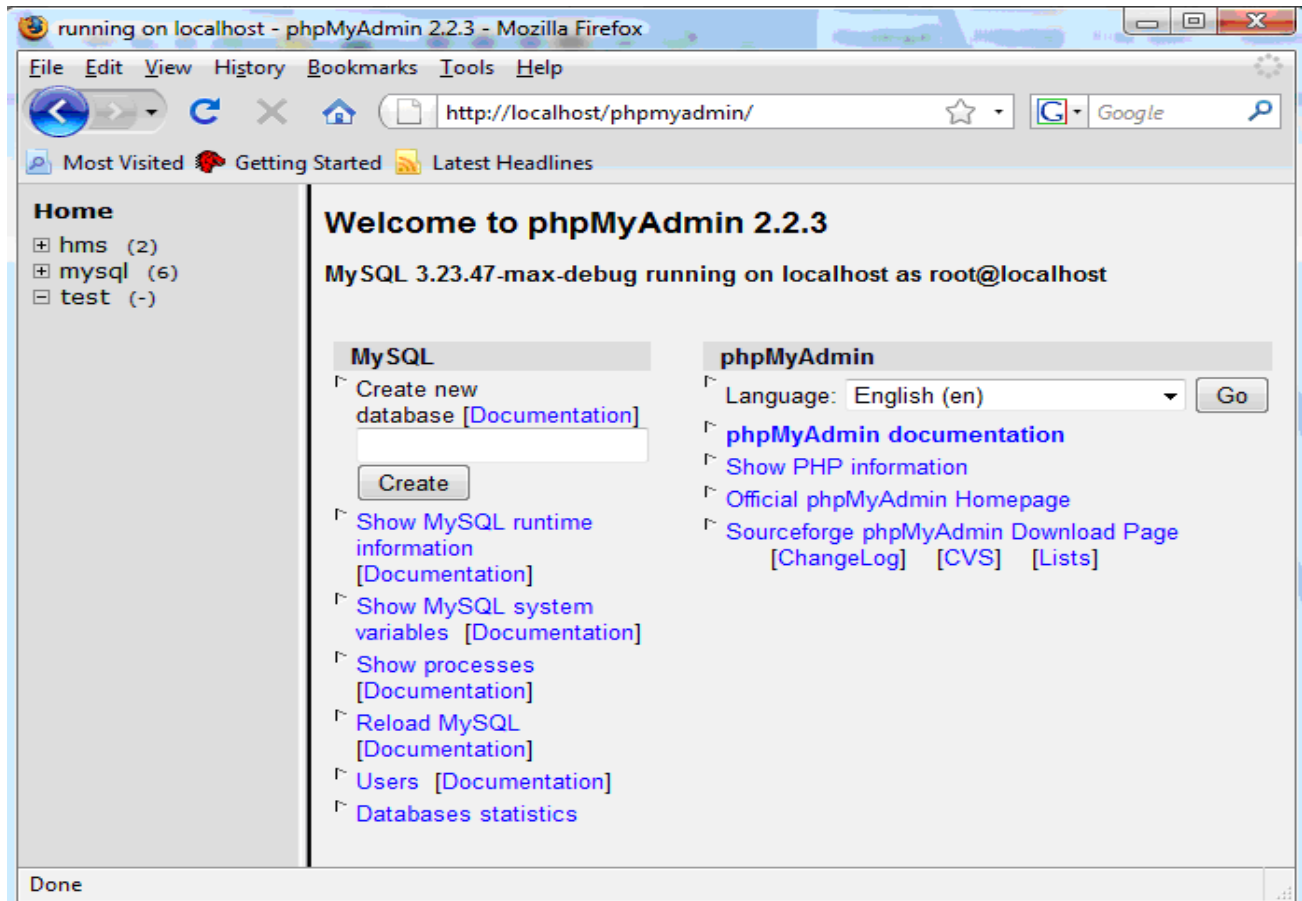 running on localhost - phpMyAdmin 2.2.3 - Mozilla Firefox
File Edit View History Bookmarks Tools Help
http://localhost/phpmyadmin/
G Google
Most Visited Getting Started Latest Headlines
Home
hms (2)
mysql (6)
test (-)
Welcome to phpMyAdmin 2.2.3
MySQL 3.23.47-max-debug running on localhost as root@localhost
MySQL
Create new
database [Documentation]
Create
Show MySQL runtime
information
[Documentation]
Show MySQL system
variables [Documentation]
Show processes
[Documentation]
Reload MySQL
[Documentation]
Users [Documentation]
Databases statistics
phpMyAdmin
Language: English (en) Go
phpMyAdmin documentation
Show PHP information
Official phpMyAdmin Homepage
Sourceforge phpMyAdmin Download Page
[ChangeLog] [CVS] [Lists]
Done